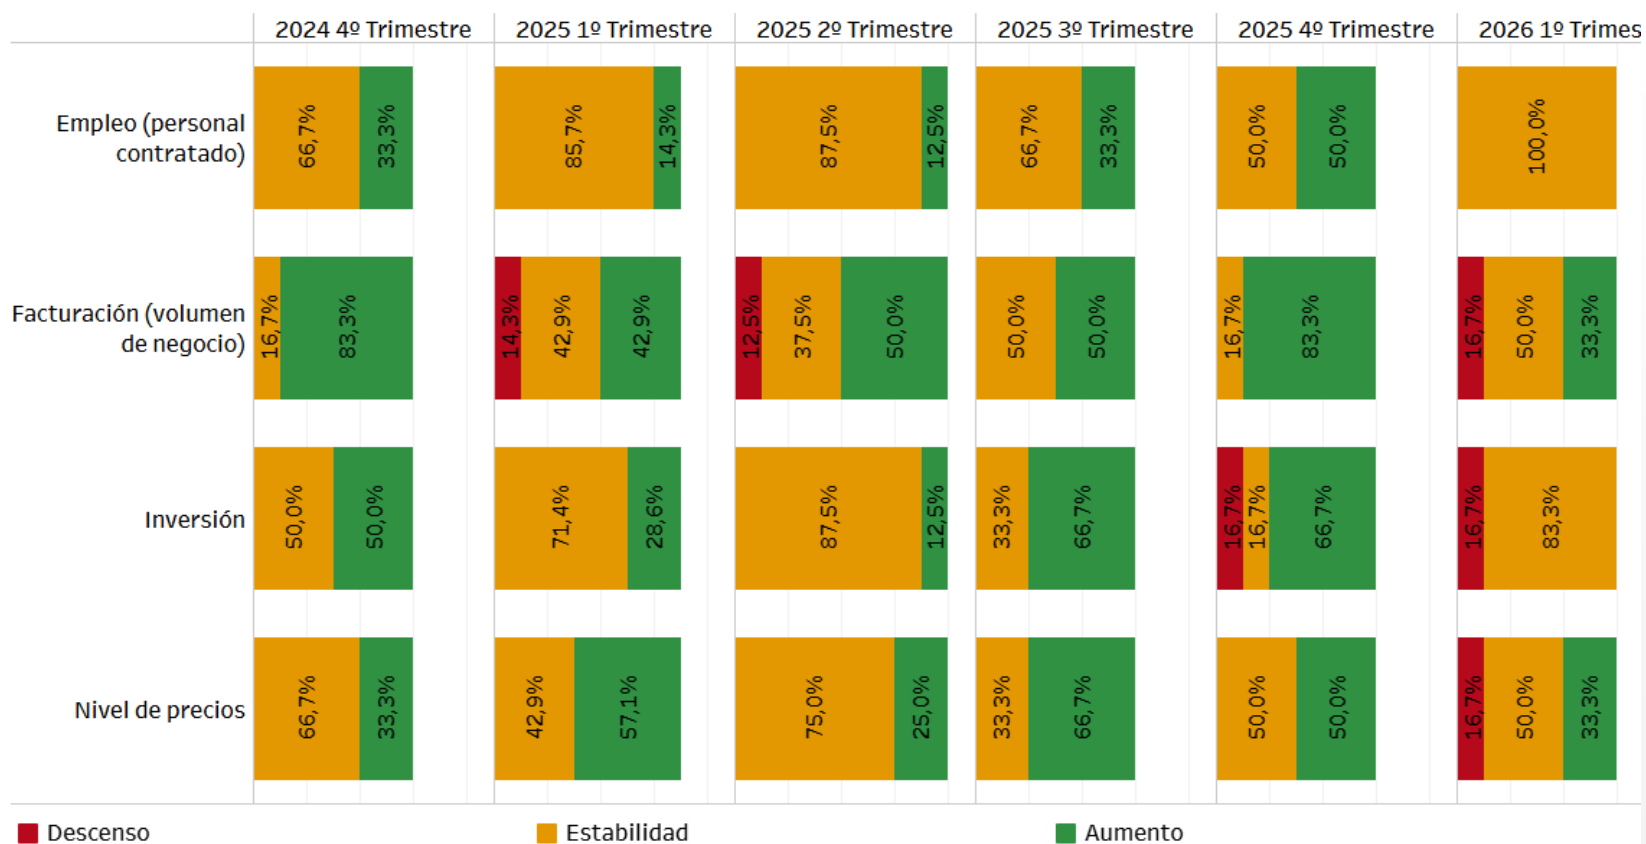 2024 4º Trimestre 2025 1º Trimestre 2025 2º Trimestre 2025 3º Trimestre 2025 4º Trimestre 2026 1º Trimes
Empleo (personal
contratado)
66,7% 33,3% 85,7% 14,3% 87,5% 12,5% 66,7% 33,3% 50,0% 50,0% 100,0%
Facturación (volumen
de negocio)
16,7% 83,3% 14,3% 42,9% 42,9% 12,5% 37,5% 50,0% 50,0% 50,0% 16,7% 83,3% 16,7% 50,0% 33,3%
Inversión
50,0% 50,0% 71,4% 28,6% 87,5% 12,5% 33,3% 66,7% 16,7% 16,7% 66,7% 16,7% 83,3%
Nivel de precios
66,7% 33,3% 42,9% 57,1% 75,0% 25,0% 33,3% 66,7% 50,0% 50,0% 16,7% 50,0% 33,3%
Descenso Estabilidad Aumento